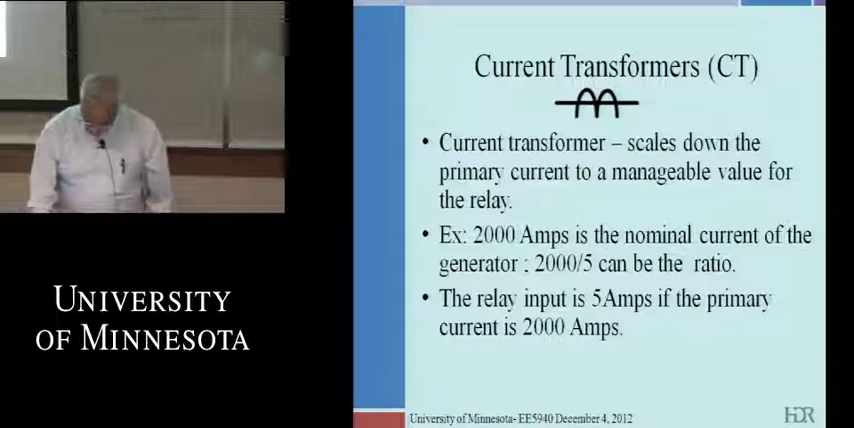 Current Transformers (CT)
• Current transformer – scales down the
primary current to a manageable value for
the relay.
• Ex: 2000 Amps is the nominal current of the
generator ; 2000/5 can be the ratio.
• The relay input is 5Amps if the primary
current is 2000 Amps.
UNIVERSITY
OF MINNESOTA
University of Minnesota- EE5940 December 4, 2012
HDR